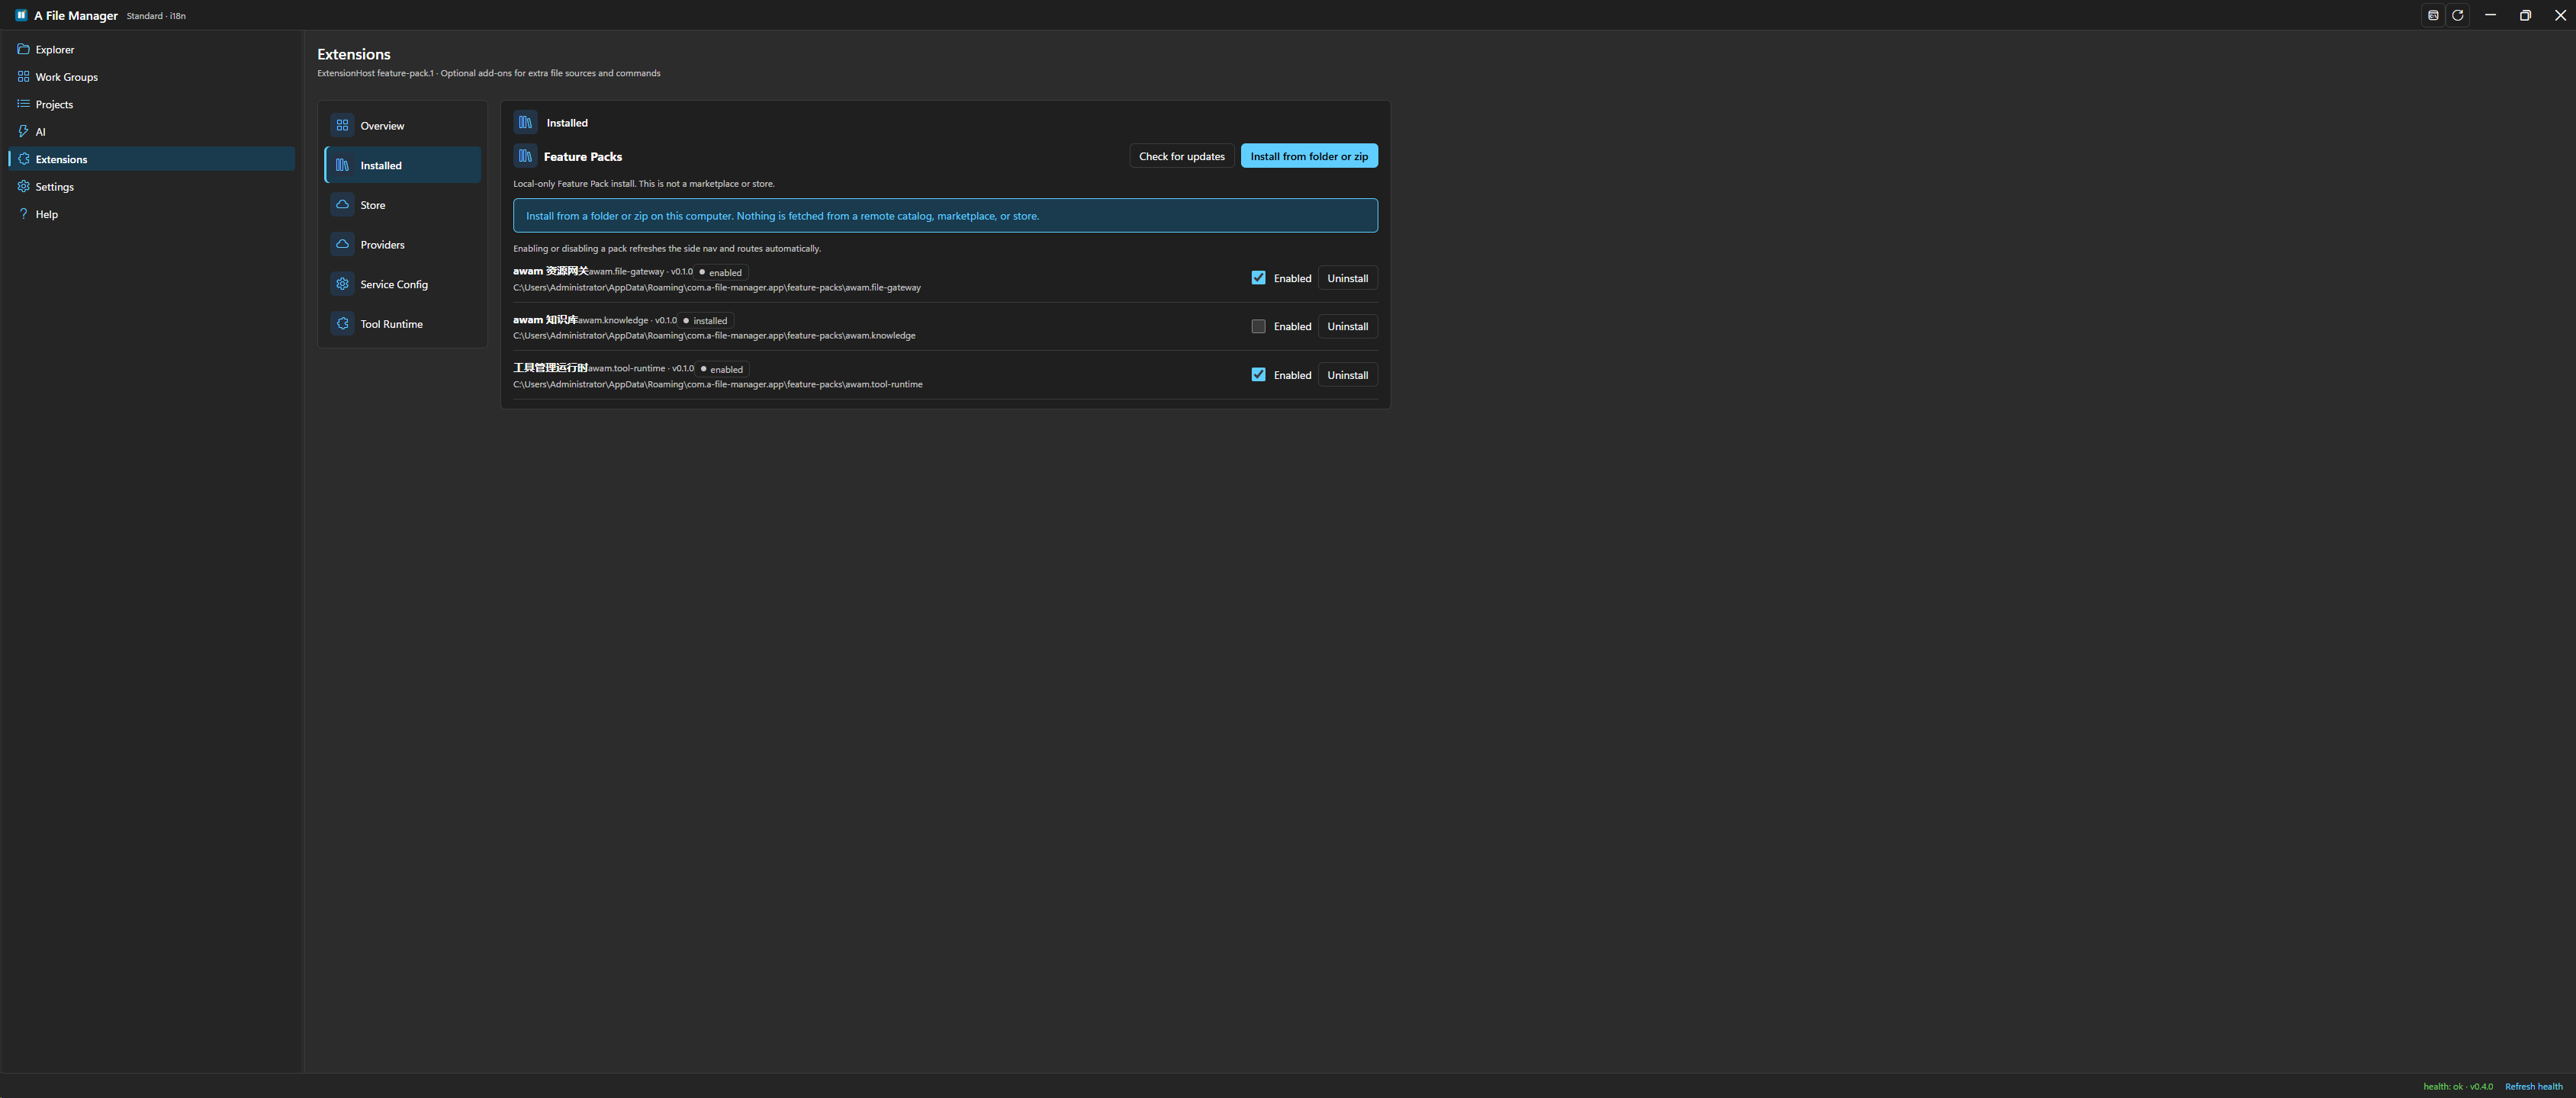 A File Manager Standard · i18n
Explorer
Work Groups
Projects
AI
Extensions
Settings
Help
Extensions
ExtensionHost feature-pack.1 · Optional add-ons for extra file sources and commands
Overview
Installed
Store
Providers
Service Config
Tool Runtime
Installed
Feature Packs
Check for updates
Install from folder or zip
Local-only Feature Pack install. This is not a marketplace or store.
Install from a folder or zip on this computer. Nothing is fetched from a remote catalog, marketplace, or store.
Enabling or disabling a pack refreshes the side nav and routes automatically.
awam 资源网关awam.file-gateway · v0.1.0 enabled
C:\Users\Administrator\AppData\Roaming\com.a-file-manager.app\feature-packs\awam.file-gateway
Enabled
Uninstall
awam 知识库awam.knowledge · v0.1.0 installed
C:\Users\Administrator\AppData\Roaming\com.a-file-manager.app\feature-packs\awam.knowledge
Enabled
Uninstall
工具管理运行时awam.tool-runtime · v0.1.0 enabled
C:\Users\Administrator\AppData\Roaming\com.a-file-manager.app\feature-packs\awam.tool-runtime
Enabled
Uninstall
health: ok · v0.4.0 Refresh health